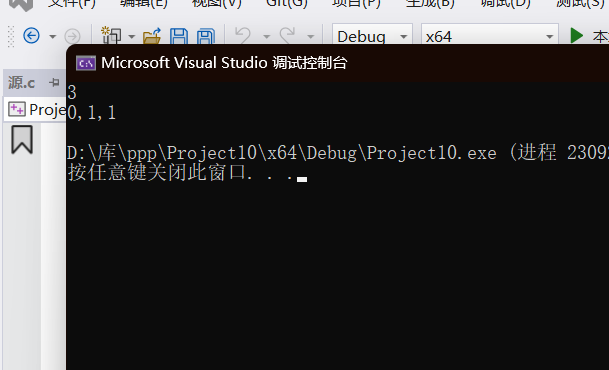 文件(F) 编辑(E) 视图(V) Git(G) 项目(P) 生成(B) 调试(D) 测试(S)
Debug x64 本
Microsoft Visual Studio 调试控制台
源.c
3
Proje
0,1,1
D:\库\ppp\Project10\x64\Debug\Project10.exe (进程 2309
按任意键关闭此窗口. . .